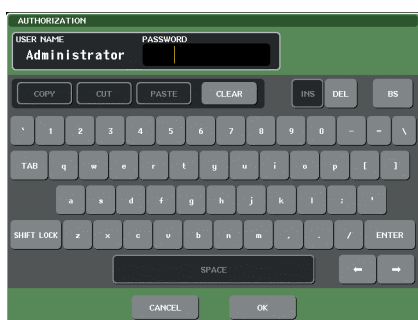 AUTHORIZATION
USER NAME PASSWORD
Administrator
COPY CUT PASTE CLEAR INS DEL BS
` 1 2 3 4 5 6 7 8 9 0 - = \
TAB q w e r t y u i o p [ ]
a s d f g h j k l ; '
SHIFT LOCK z x c v b n m , . / ENTER
SPACE ← →
CANCEL OK